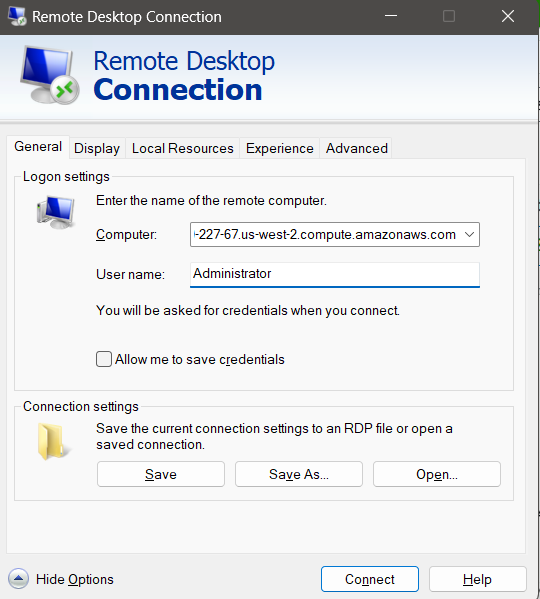 Remote Desktop Connection
Remote Desktop
Connection
General Display Local Resources Experience Advanced
Logon settings
Enter the name of the remote computer.
Computer: -227-67.us-west-2.compute.amazonaws.com
User name: Administrator
You will be asked for credentials when you connect.
Allow me to save credentials
Connection settings
Save the current connection settings to an RDP file or open a
saved connection.
Save Save As... Open...
Hide Options Connect Help